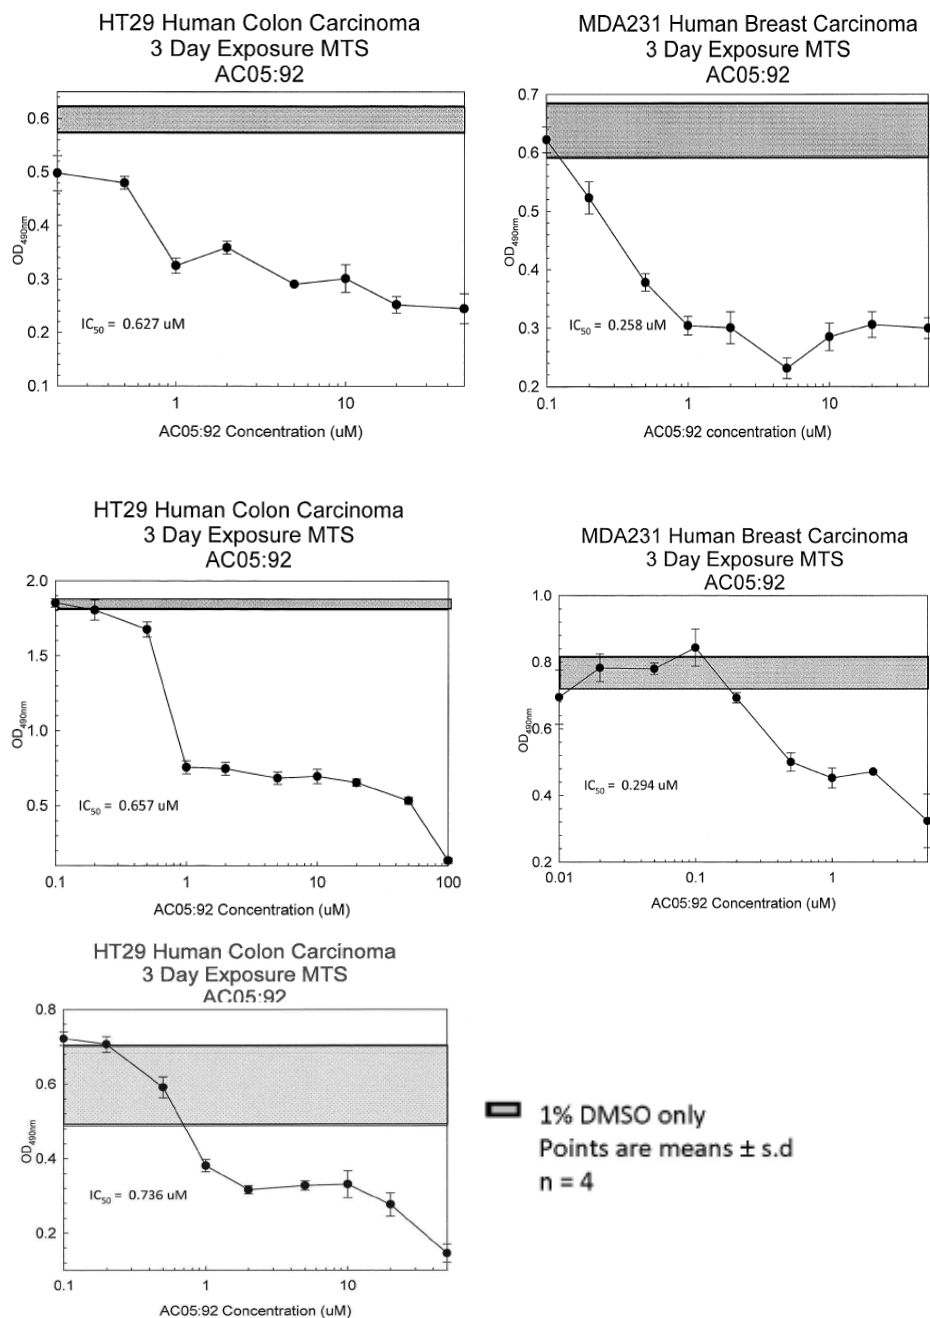 HT29 Human Colon Carcinoma
3 Day Exposure MTS
AC05:92
0.6
0.5
0.4
0.3
0.2
0.1
OD490nm
IC50 = 0.627 uM
1
10
AC05:92 Concentration (uM)
MDA231 Human Breast Carcinoma
3 Day Exposure MTS
AC05:92
0.7
0.6
0.5
0.4
0.3
0.2
OD490nm
IC50 = 0.258 uM
0.1
1
10
AC05:92 concentration (uM)
HT29 Human Colon Carcinoma
3 Day Exposure MTS
AC05:92
2.0
1.5
1.0
0.5
OD490nm
IC50 = 0.657 uM
0.1
1
10
100
AC05:92 Concentration (uM)
MDA231 Human Breast Carcinoma
3 Day Exposure MTS
AC05:92
1.0
0.8
0.6
0.4
0.2
OD490nm
IC50 = 0.294 uM
0.01
0.1
1
AC05:92 Concentration (uM)
HT29 Human Colon Carcinoma
3 Day Exposure MTS
AC05:92
0.8
0.6
0.4
0.2
OD490nm
IC50 = 0.736 uM
0.1
1
10
AC05:92 Concentration (uM)
1% DMSO only
Points are means ± s.d
n = 4